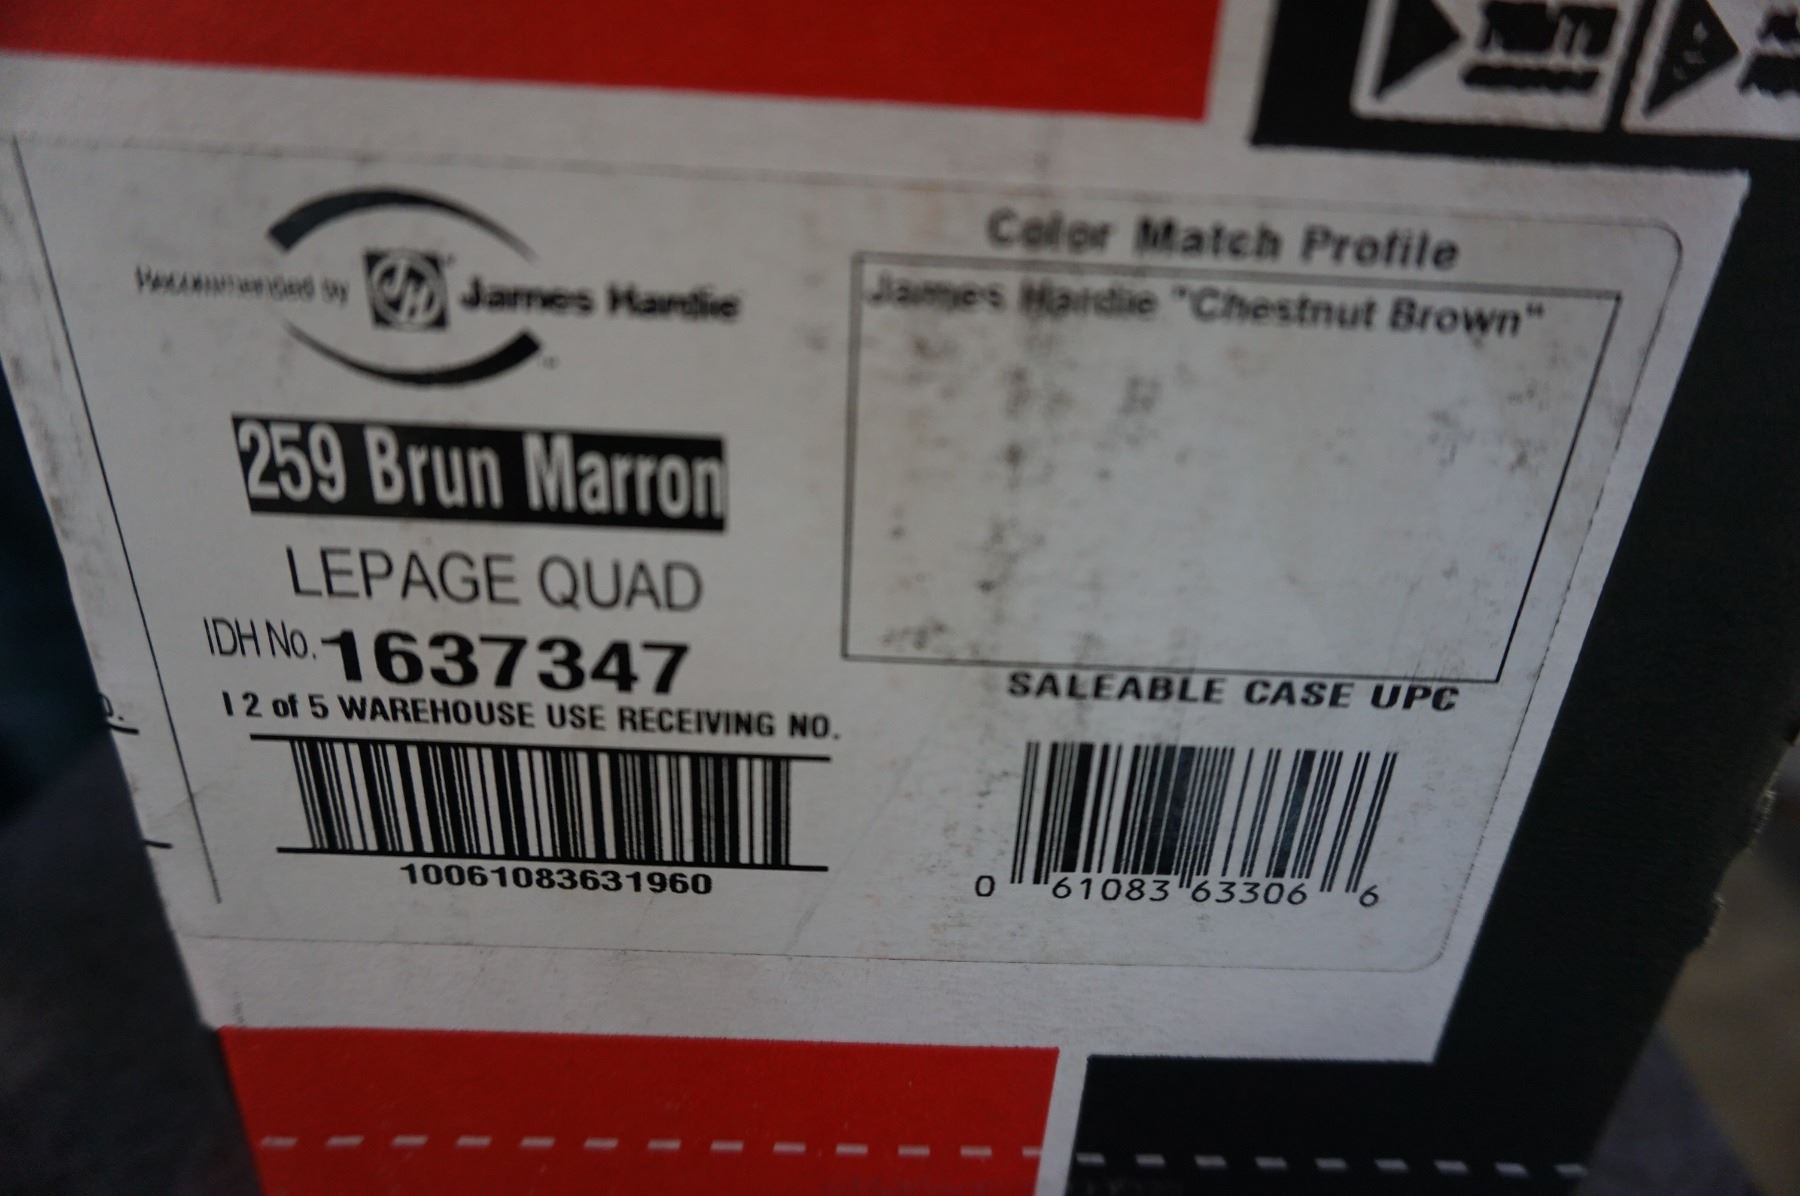 Recommended by James Hardie
259 Brun Marron
LEPAGE QUAD
IDH No. 1637347
I 2 of 5 WAREHOUSE USE RECEIVING NO.
10061083631960
Color Match Profile
James Hardie "Chestnut Brown"
SALEABLE CASE UPC
0 61083 63306 6